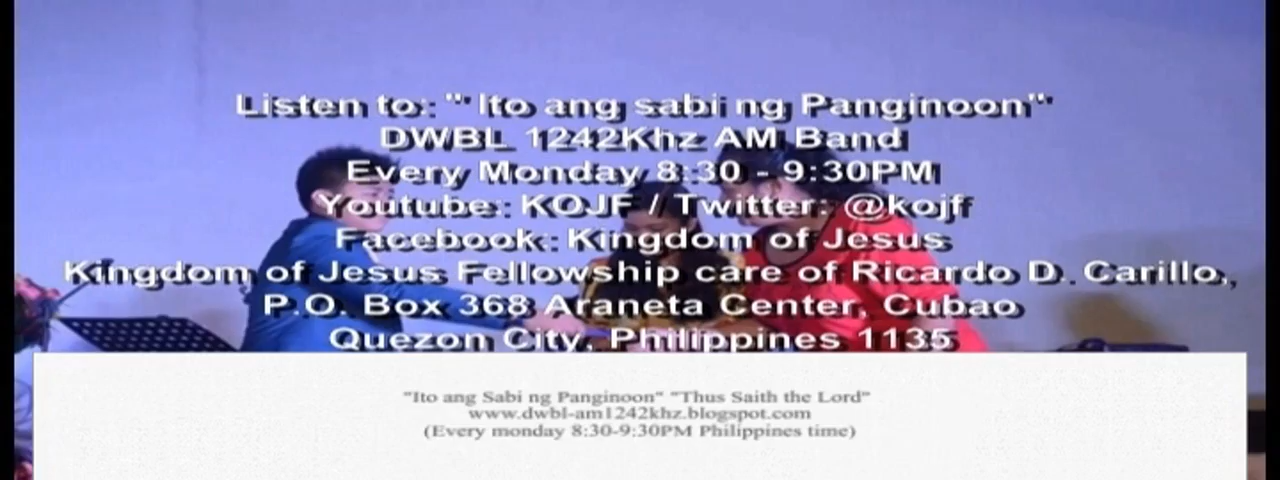 Listen to: "Ito ang sabi ng Panginoon"
DWBL 1242Khz AM Band
Every Monday 8:30 - 9:30PM
Youtube: KOJF / Twitter: @kojff
Facebook: Kingdom of Jesus
Kingdom of Jesus Fellowship care of Ricardo D. Carillo,
P.O. Box 368 Araneta Center, Cubao
Quezon City, Philippines 1135
"Ito ang Sabi ng Panginoon" "Thus Saith the Lord"
www.dwbl-am1242khz.blogspot.com
(Every monday 8:30-9:30PM Philippines time)